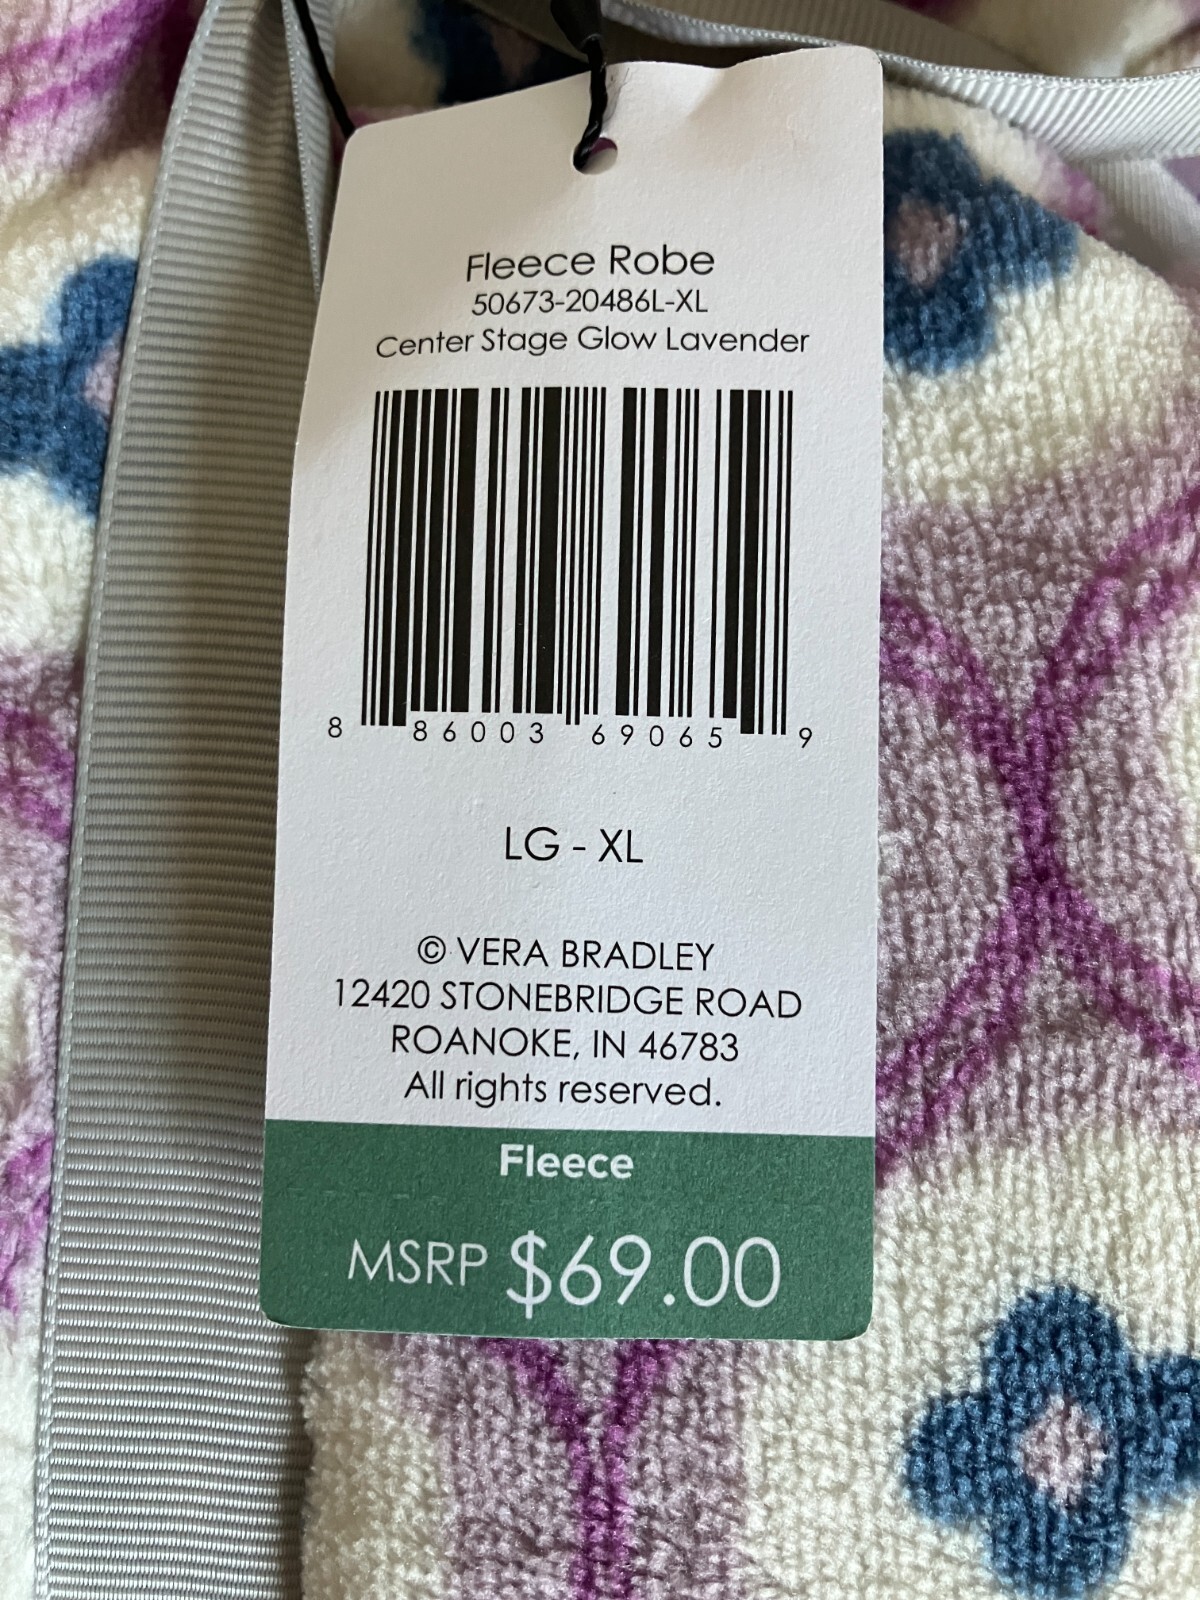 Fleece Robe
50673-20486L-XL
Center Stage Glow Lavender
8 86003 69065 9
LG - XL
© VERA BRADLEY
12420 STONEBRIDGE ROAD
ROANOKE, IN 46783
All rights reserved.
Fleece
MSRP $69.00